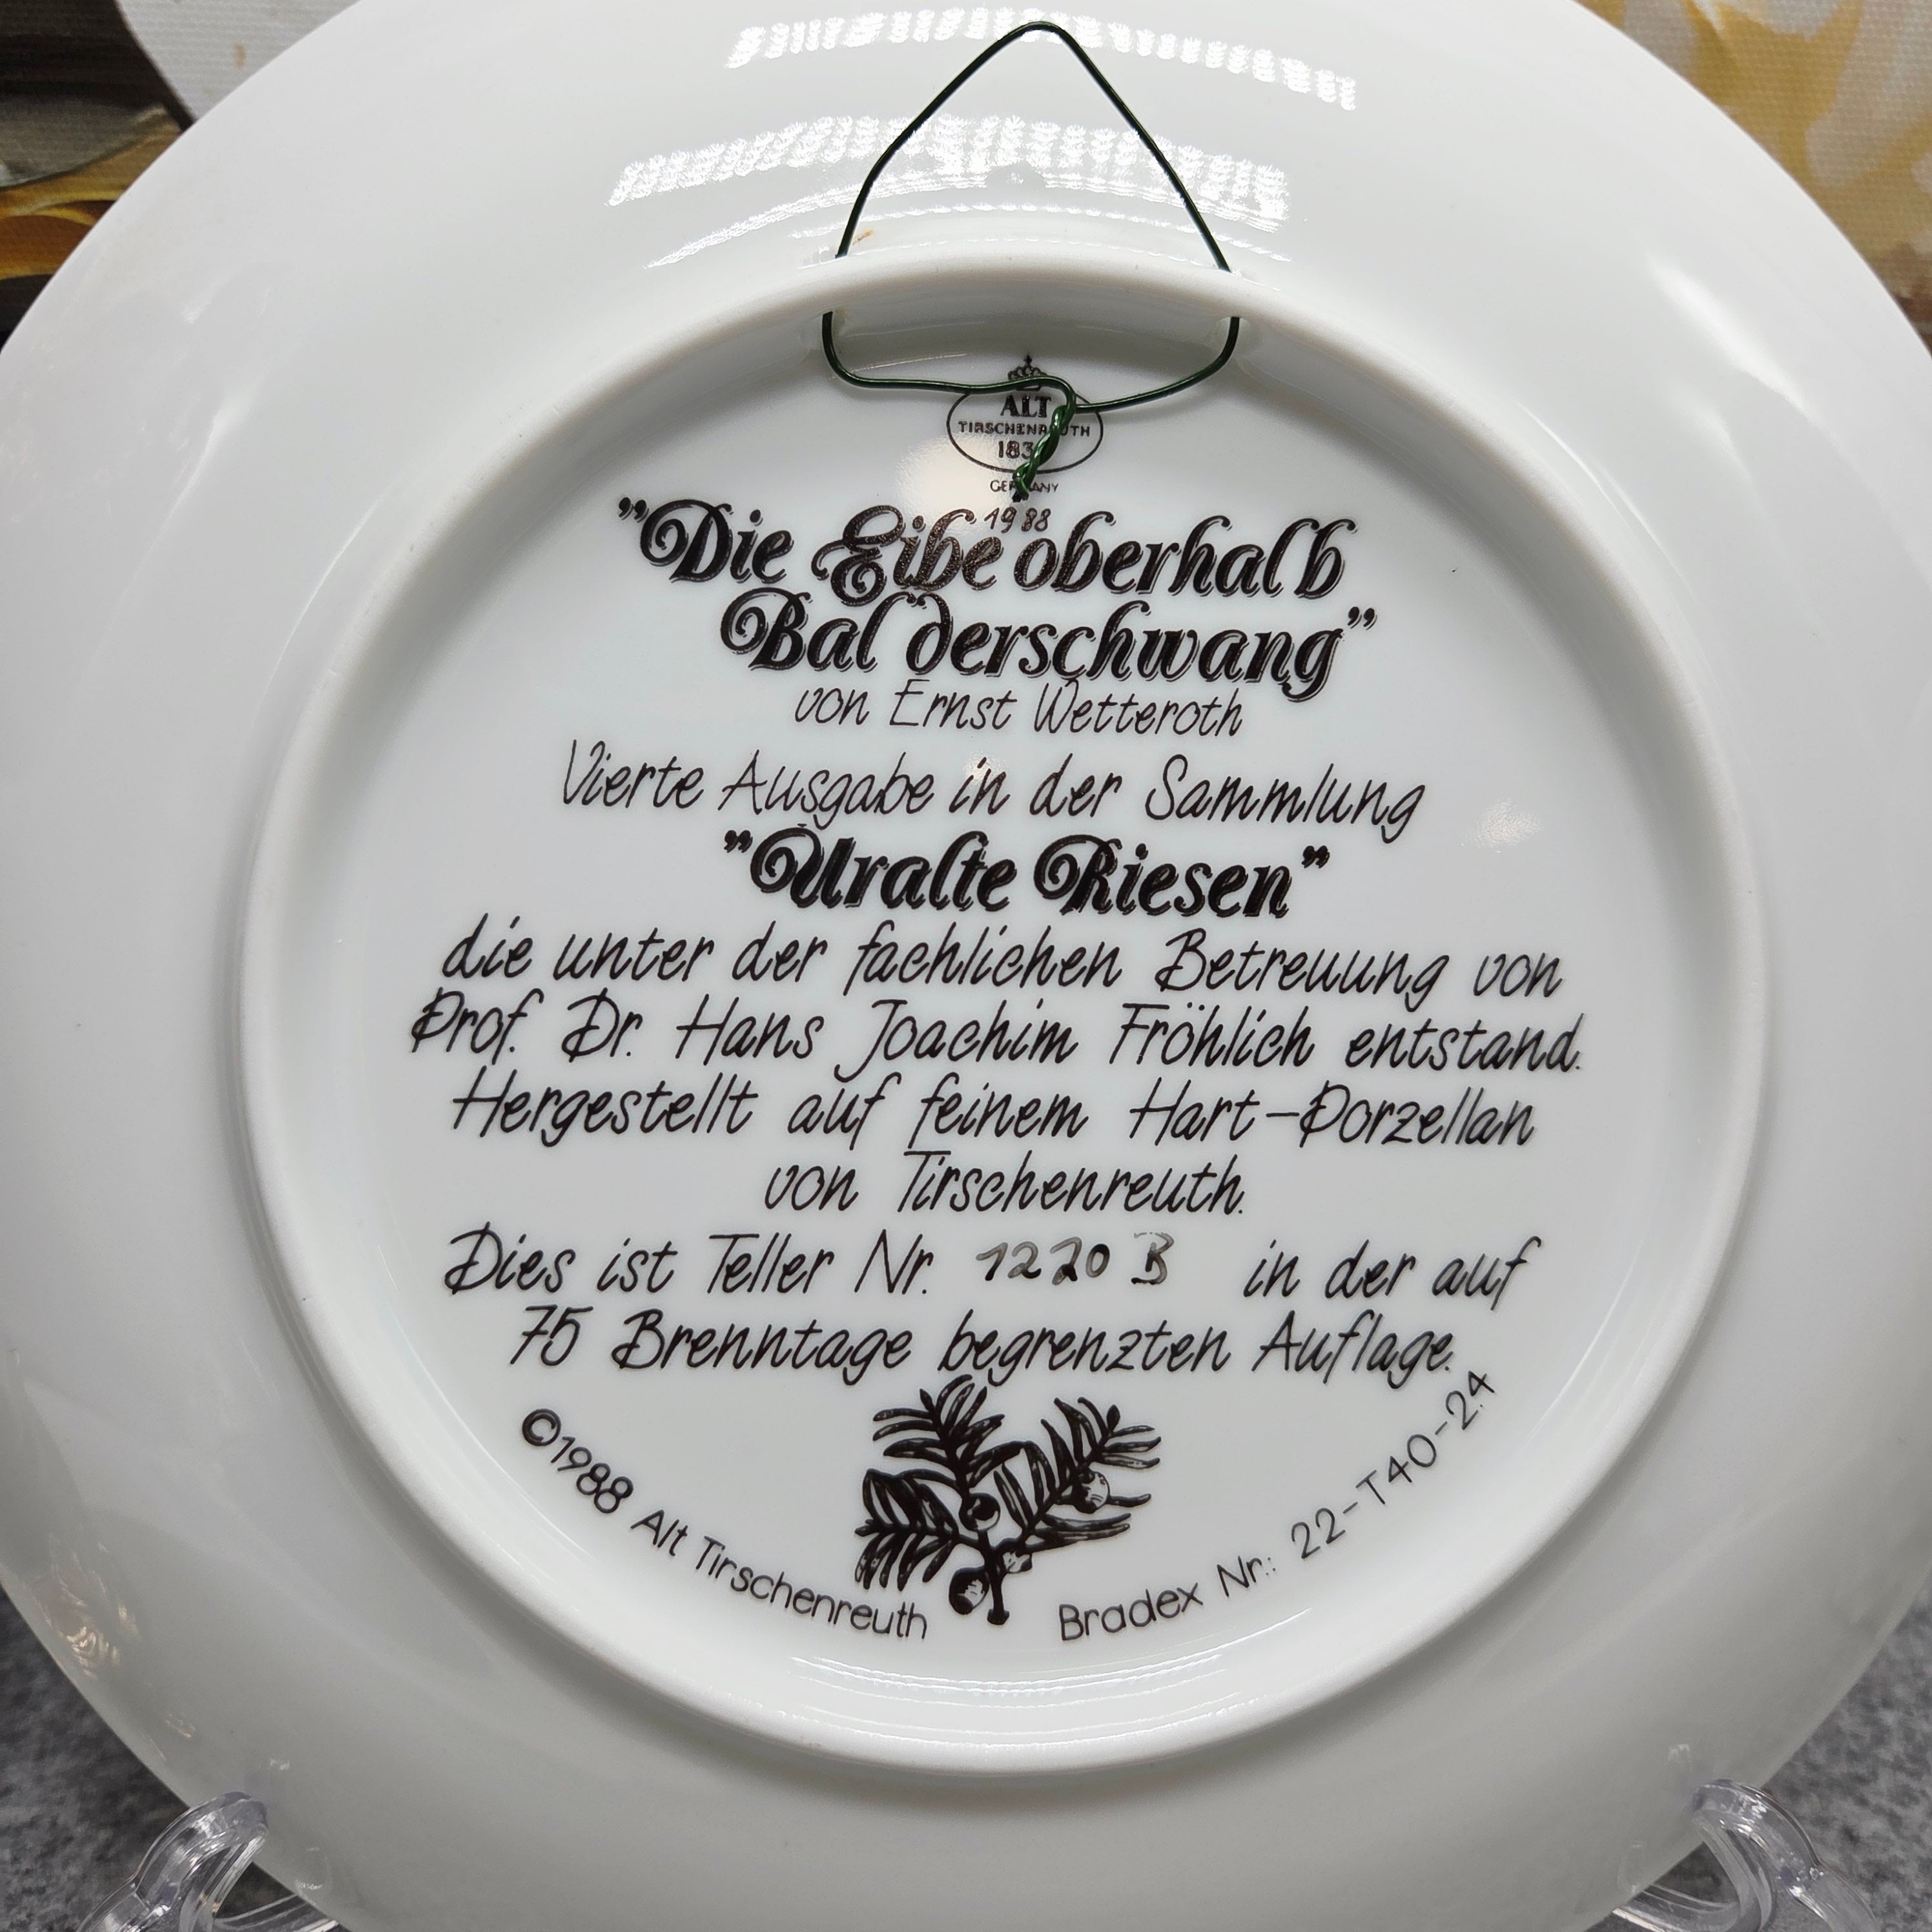 ALT
TIRSCHENREUTH
GERMANY
1988
"Die Eibe oberhalb
Balderschwang"
von Ernst Wetteroth
Vierte Ausgabe in der Sammlung
"Uralte Riesen"
die unter der fachlichen Betreuung von
Prof. Dr. Hans Joachim Fröhlich entstand.
Hergestellt auf feinem Hart-Porzellan
von Tirschenreuth.
Dies ist Teller Nr. 1220 B in der auf
75 Brenntage begrenzten Auflage.
©1988 Alt Tirschenreuth
Bradex Nr.: 22-T40-2.4